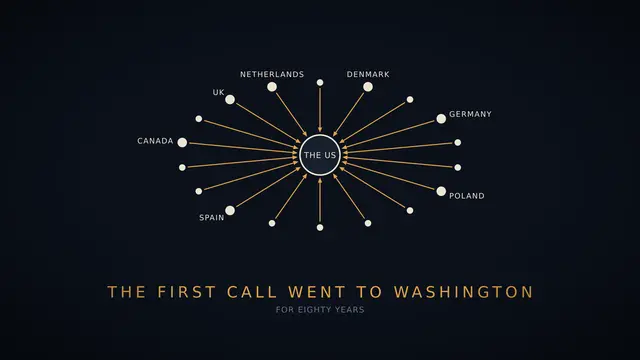 NETHERLANDS
DENMARK
UK
GERMANY
CANADA
THE US
POLAND
SPAIN
THE FIRST CALL WENT TO WASHINGTON
FOR EIGHTY YEARS